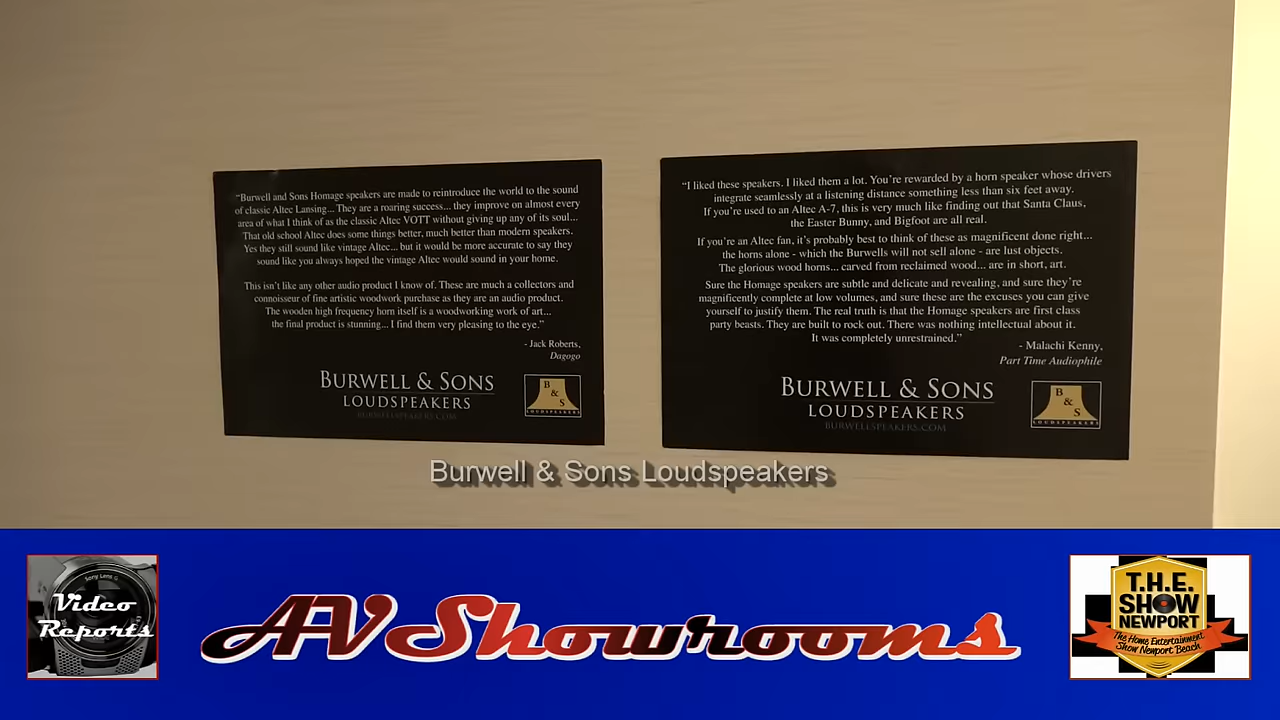 “Burwell and Sons Homage speakers are made to reintroduce the world to the sound
of classic Altec Lansing... They are a roaring success... they improve on almost every
area of what I think of as the classic Altec VOTT without giving up any of its soul...
That old school Altec does some things better, much better than modern speakers.
Yes they still sound like vintage Altec... but it would be more accurate to say they
sound like you always hoped the vintage Altec would sound in your home.
This isn’t like any other audio product I know of. These are much a collectors and
connoisseur of fine artistic woodwork purchase as they are an audio product.
The wooden high frequency horn itself is a woodworking work of art...
the final product is stunning... I find them very pleasing to the eye.”
- Jack Roberts,
Dagogo
BURWELL & SONS
LOUDSPEAKERS
BURWELLSPEAKERS.COM
B
&
S
LOUDSPEAKERS
“I liked these speakers. I liked them a lot. You’re rewarded by a horn speaker whose drivers
integrate seamlessly at a listening distance something less than six feet away.
If you’re used to an Altec A-7, this is very much like finding out that Santa Claus,
the Easter Bunny, and Bigfoot are all real.
If you’re an Altec fan, it’s probably best to think of these as magnificent done right...
the horns alone - which the Burwells will not sell alone - are lust objects.
The glorious wood horns... carved from reclaimed wood... are in short, art.
Sure the Homage speakers are subtle and delicate and revealing, and sure they’re
magnificently complete at low volumes, and sure these are the excuses you can give
yourself to justify them. The real truth is that the Homage speakers are first class
party beasts. They are built to rock out. There was nothing intellectual about it.
It was completely unrestrained.”
- Malachi Kenny,
Part Time Audiophile
BURWELL & SONS
LOUDSPEAKERS
BURWELLSPEAKERS.COM
B
&
S
LOUDSPEAKERS
Burwell & Sons Loudspeakers
Sony Lens G
Video
Reports
AVShowrooms
T.H.E.
SHOW
NEWPORT
The Home Entertainment
Show Newport Beach